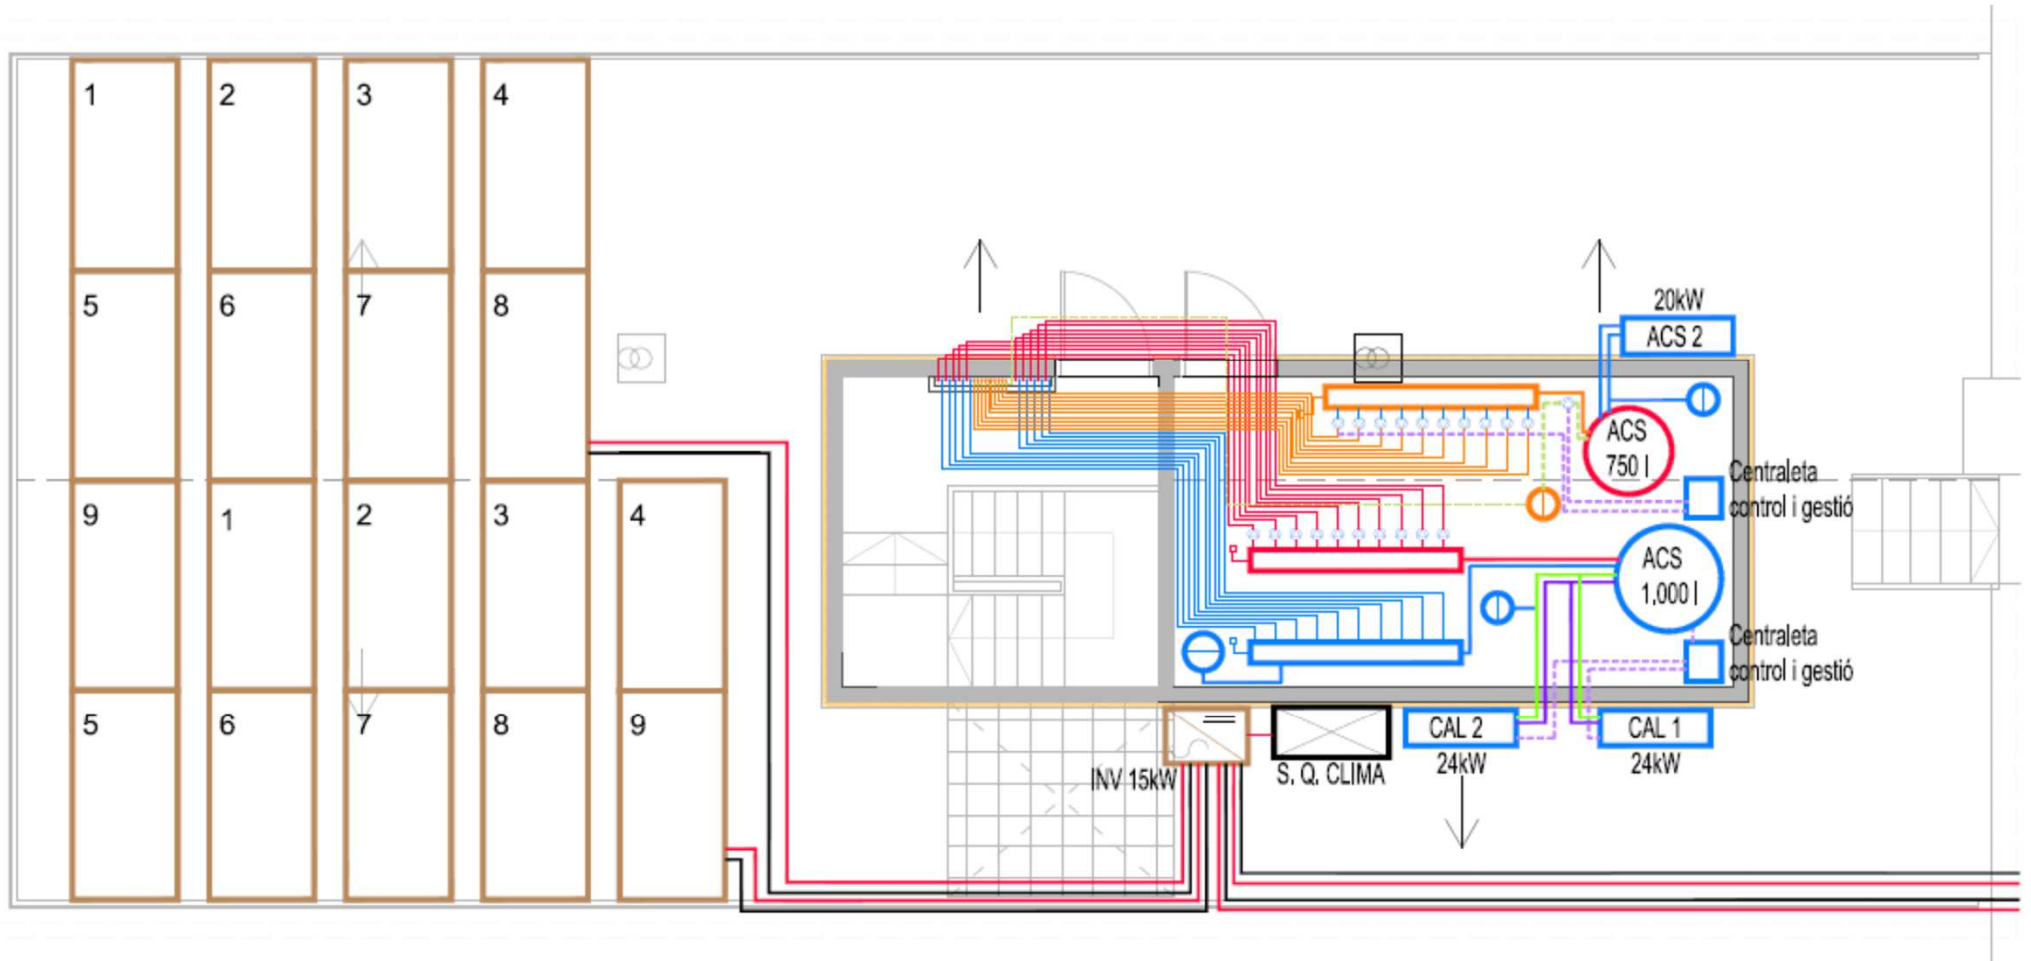 1 2 3 4
5 6 7 8
9 1 2 3 4
5 6 7 8 9
20kW
ACS 2
ACS
750 l
Centraleta
control i gestió
ACS
1,000 l
Centraleta
control i gestió
INV 15kW
S. Q. CLIMA
CAL 2
24kW
CAL 1
24kW